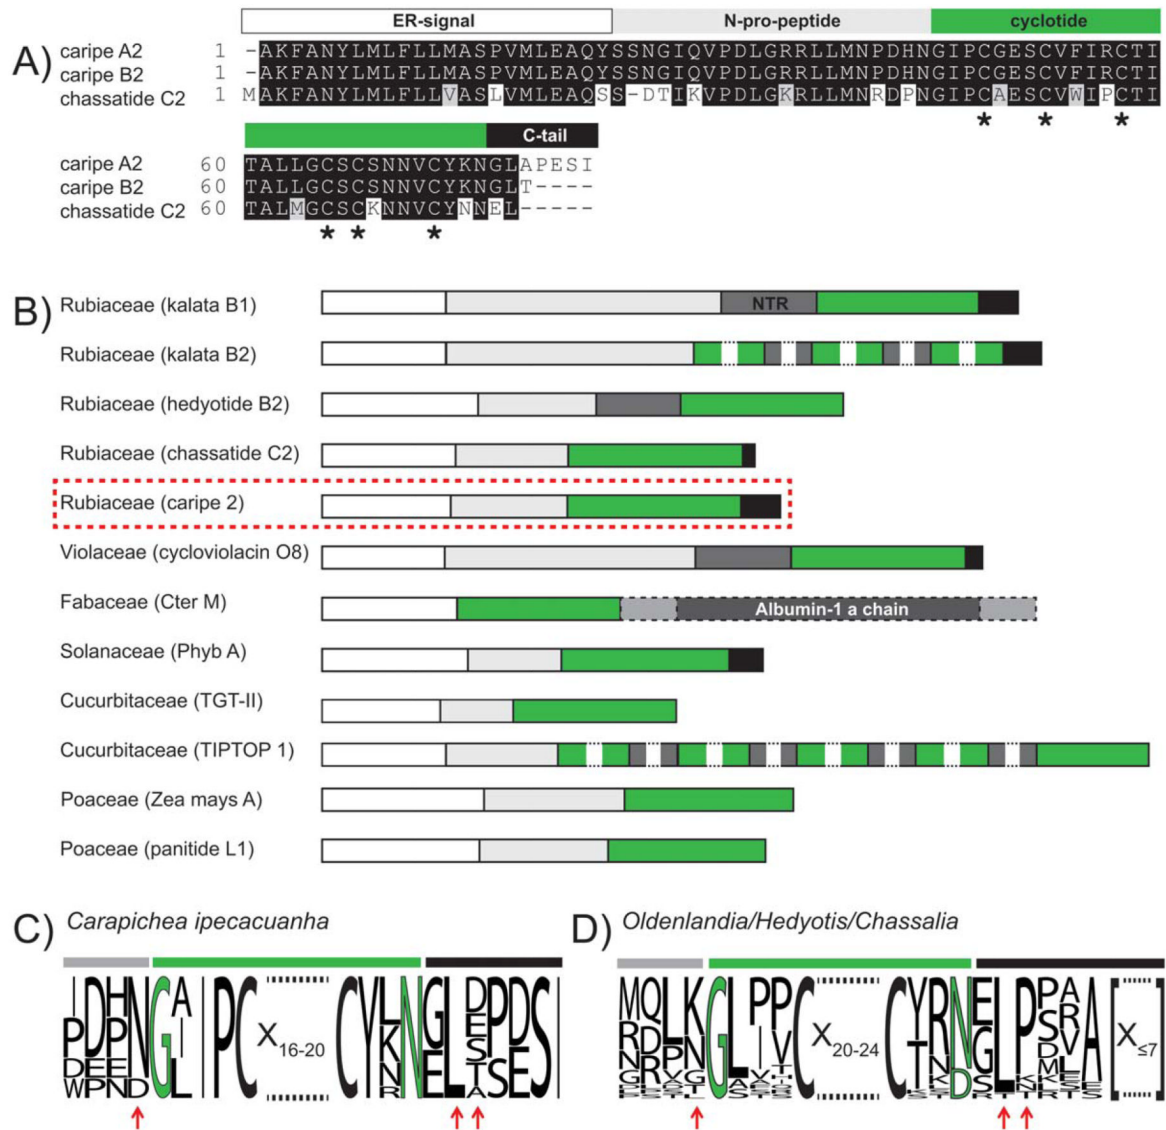 ER-signal N-pro-peptide cyclotide
A)
caripe A2 1 -AKFANYLMLFLLMASPVMLEAQYSSNGIQVPDLGRRLLMNPDHNGIPCGESCVFIRCTI
caripe B2 1 -AKFANYLMLFLLMASPVMLEAQYSSNGIQVPDLGRRLLMNPDHNGIPCGESCVFIRCTI
chassatide C2 1 MAKFANYLMLFLLVASLVMLEAQSS-DTIKVPDLGKRLLMNRDPNGIPCAESCVWIPCTI
* * *
C-tail
caripe A2 60 TALLGCSCSNNVCYKNGLAPESI
caripe B2 60 TALLGCSCSNNVCYKNGLT----
chassatide C2 60 TALMGCSCKNNVCYNNEL-----
* * *
B)
Rubiaceae (kalata B1) NTR
Rubiaceae (kalata B2)
Rubiaceae (hedyotide B2)
Rubiaceae (chassatide C2)
Rubiaceae (caripe 2)
Violaceae (cycloviolacin O8)
Fabaceae (Cter M) Albumin-1 a chain
Solanaceae (Phyb A)
Cucurbitaceae (TGT-II)
Cucurbitaceae (TIPTOP 1)
Poaceae (Zea mays A)
Poaceae (panitide L1)
C) Carapichea ipecacuanha
IDHNGAIPC X16-20 CYLNGLDPDSI
D) Oldenlandia/Hedyotis/Chassalia
MQLKGLPPC X20-24 CYRNELPPAA [X≤7]